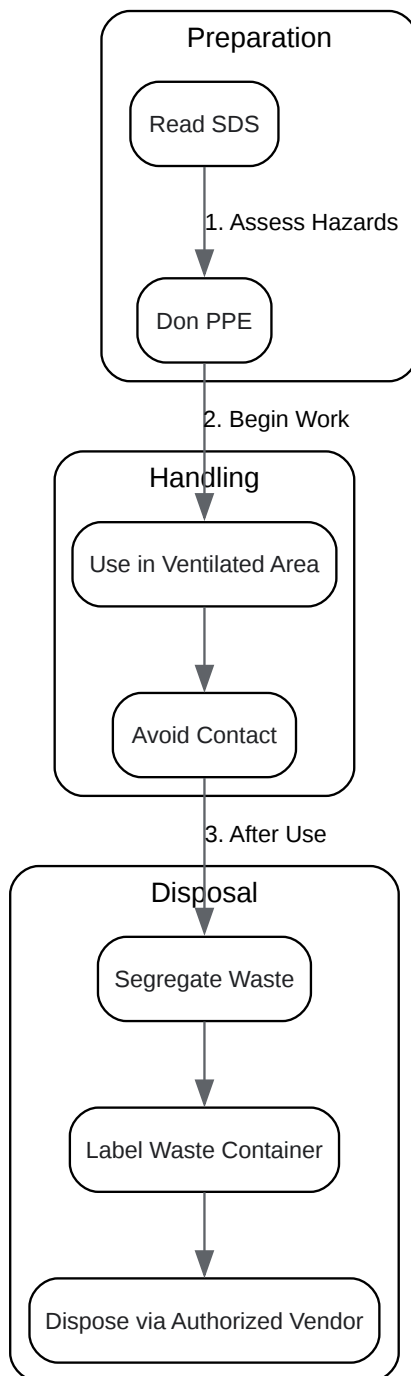 Preparation
Read SDS
1. Assess Hazards
Don PPE
2. Begin Work
Handling
Use in Ventilated Area
Avoid Contact
3. After Use
Disposal
Segregate Waste
Label Waste Container
Dispose via Authorized Vendor